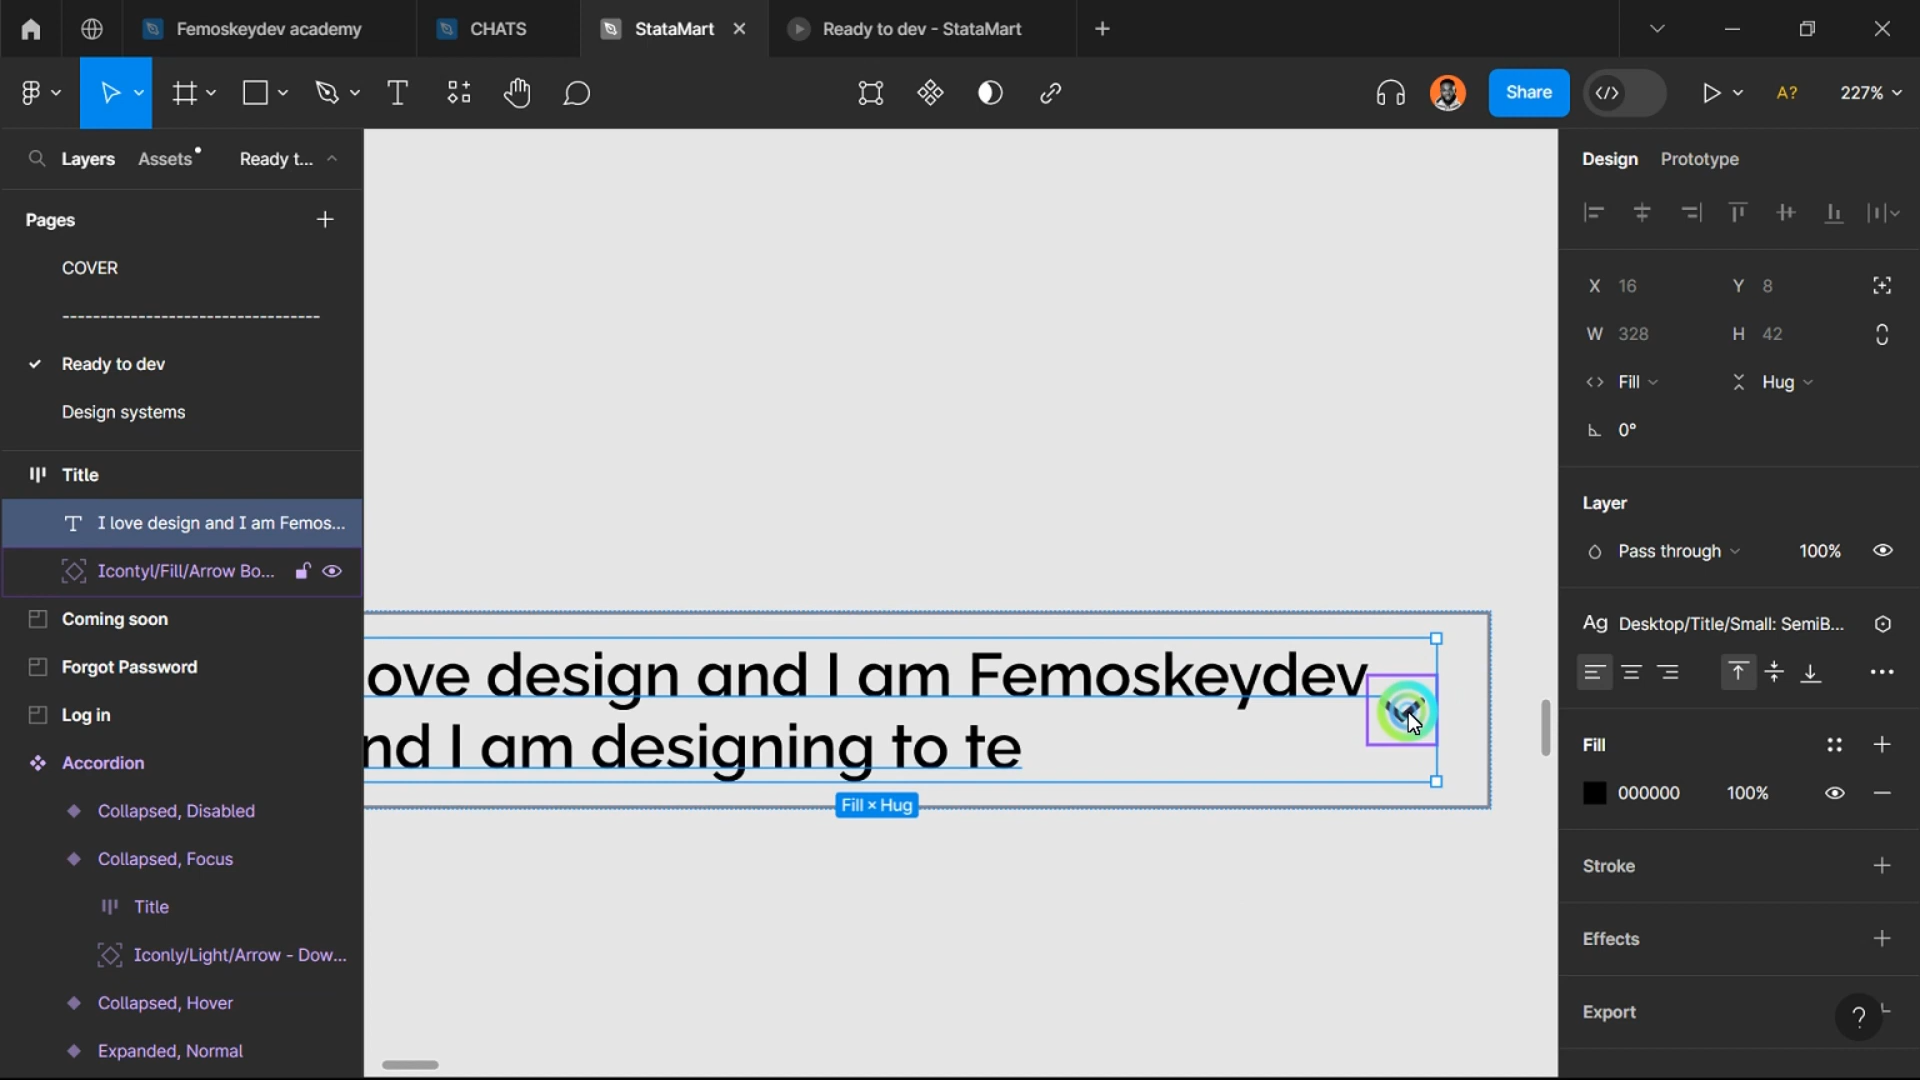 Femoskeydev academy
CHATS
StataMart
Ready to dev - StataMart
Share
A?
227%
Layers
Assets
Ready t...
Pages
COVER
---------------------------------
Ready to dev
Design systems
Title
I love design and I am Femos...
Icontyl/Fill/Arrow Bo...
Coming soon
Forgot Password
Log in
Accordion
Collapsed, Disabled
Collapsed, Focus
Title
Iconly/Light/Arrow - Dow...
Collapsed, Hover
Expanded, Normal
ove design and I am Femoskeydev
nd I am designing to te
Fill × Hug
Design
Prototype
X 16
Y 8
W 328
H 42
Fill
Hug
0°
Layer
Pass through
100%
Ag Desktop/Title/Small: SemiB...
Fill
000000
100%
Stroke
Effects
Export
?